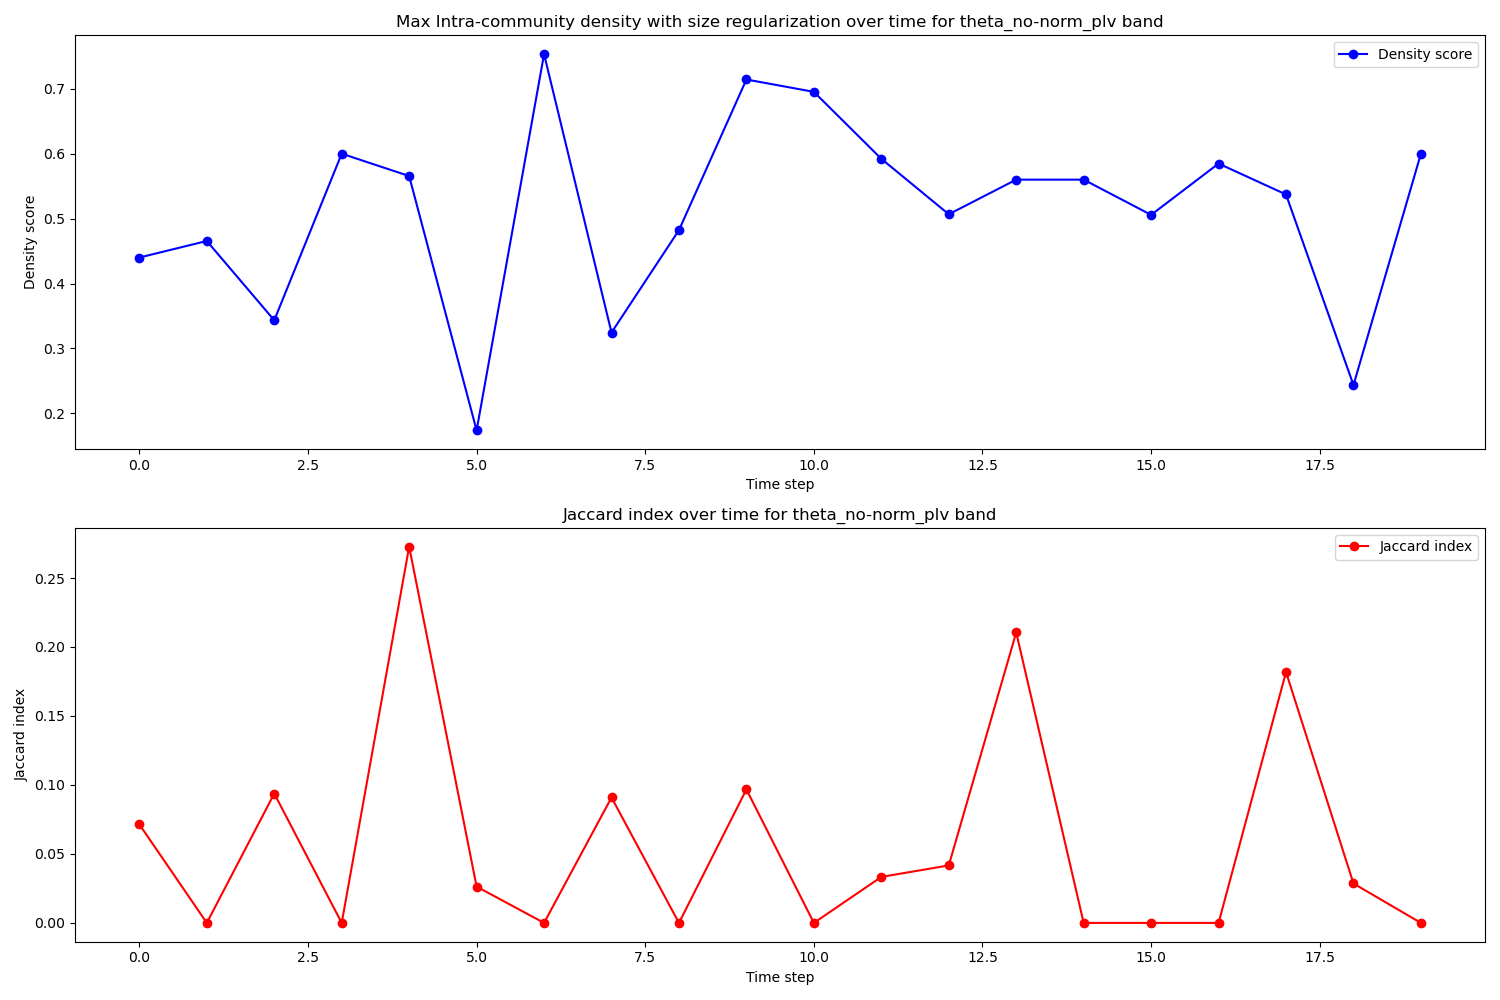 Max Intra-community density with size regularization over time for theta_no-norm_plv band
Density score
Density score
0.7
0.6
0.5
0.4
0.3
0.2
0.0 2.5 5.0 7.5 10.0 12.5 15.0 17.5
Time step
Jaccard index over time for theta_no-norm_plv band
Jaccard index
Jaccard index
0.25
0.20
0.15
0.10
0.05
0.00
0.0 2.5 5.0 7.5 10.0 12.5 15.0 17.5
Time step